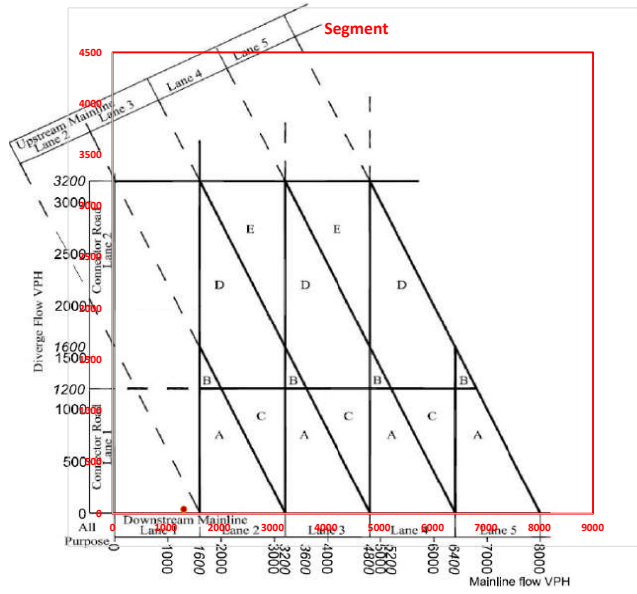 Segment
Upstream Mainline
Lane 2
Lane 3
Lane 4
Lane 5
4500
4000
3500
3000
2500
2000
1500
1000
500
0
Diverge Flow VPH
3200
3000
2500
2000
1600
1500
1200
1000
500
0
Connector Road
Lane 2
Connector Road
Lane 1
E
E
D
D
D
B
B
B
B
C
C
C
A
A
A
A
0
1000
2000
3000
4000
5000
6000
7000
8000
9000
All
Purpose
Downstream Mainline
Lane 1
Lane 2
Lane 3
Lane 4
Lane 5
0
1000
1600
2000
3000
3200
4000
4800
5000
5200
6000
6400
7000
8000
Mainline flow VPH